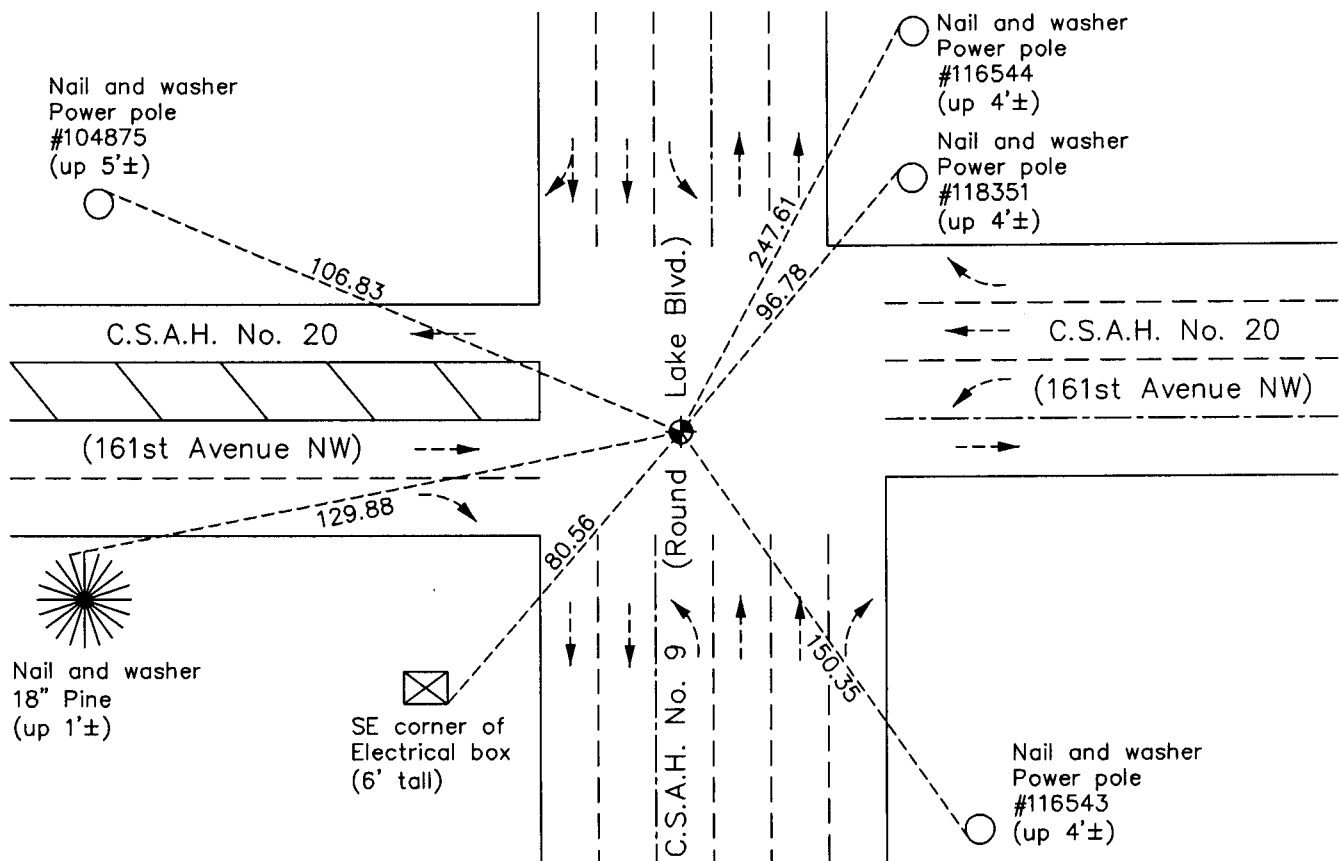 Nail and washer
Power pole
#104875
(up 5'±)
Nail and washer
Power pole
#116544
(up 4'±)
Nail and washer
Power pole
#118351
(up 4'±)
106.83
247.61
96.78
C.S.A.H. No. 20
(161st Avenue NW)
C.S.A.H. No. 20
(161st Avenue NW)
129.88
80.56
150.35
C.S.A.H. No. 9 (Round Lake Blvd.)
Nail and washer
18" Pine
(up 1'±)
SE corner of
Electrical box
(6' tall)
Nail and washer
Power pole
#116543
(up 4'±)